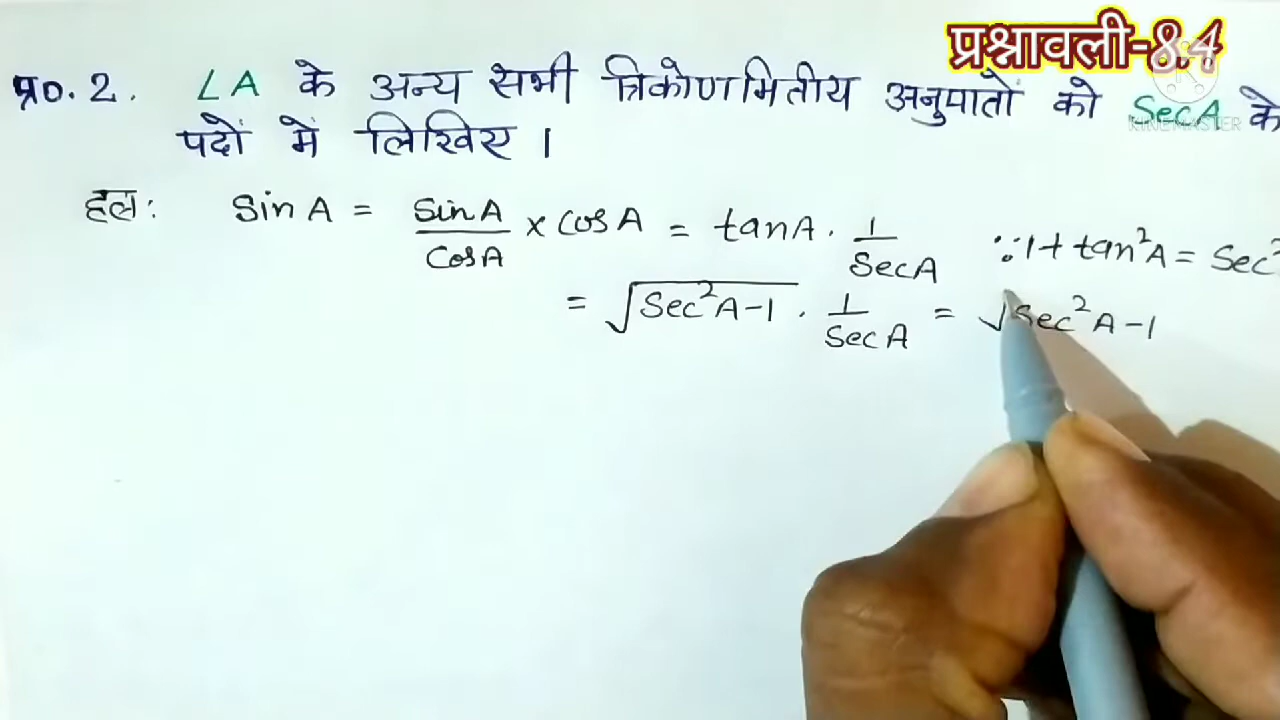 प्रश्नावली-8.4
KINEMASTER
प्र०.2. ∠A के अन्य सभी त्रिकोणमितीय अनुपातों को SecA के
पदों में लिखिए ।
हल: sin A = sinA/cosA × cosA = tanA · 1/SecA ∵ 1+ tan²A = Sec²
= √(Sec²A-1) · 1/SecA = √Sec²A-1